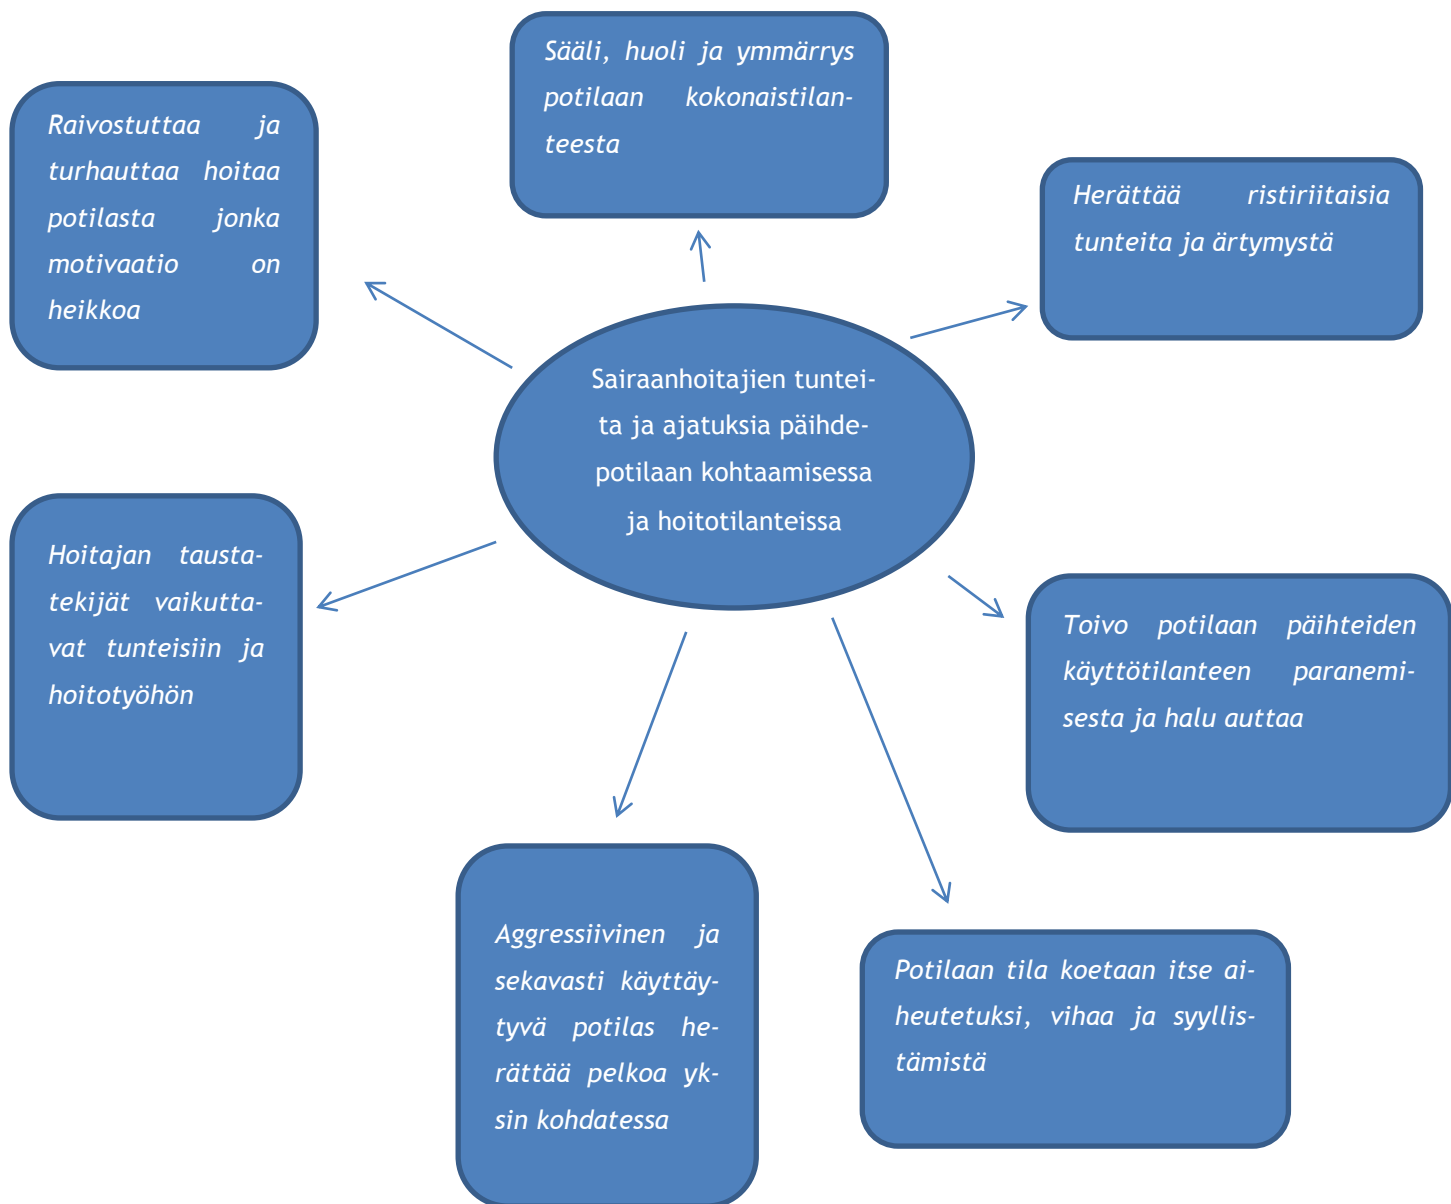 Sääli, huoli ja ymmärrys
potilaan kokonaistilan-
teesta
Raivostuttaa ja
turhauttaa hoitaa
potilasta jonka
motivaatio on
heikkoa
Herättää ristiriitaisia
tunteita ja ärtymystä
Sairaanhoitajien tuntei-
ta ja ajatuksia päihde-
potilaan kohtaamisessa
ja hoitotilanteissa
Hoitajan tausta-
tekijät vaikutta-
vat tunteisiin ja
hoitotyöhön
Toivo potilaan päihteiden
käyttötilanteen paranemi-
sesta ja halu auttaa
Aggressiivinen ja
sekavasti käyttäy-
tyvä potilas he-
rättää pelkoa yk-
sin kohdatessa
Potilaan tila koetaan itse ai-
heutetuksi, vihaa ja syyllis-
tämistä